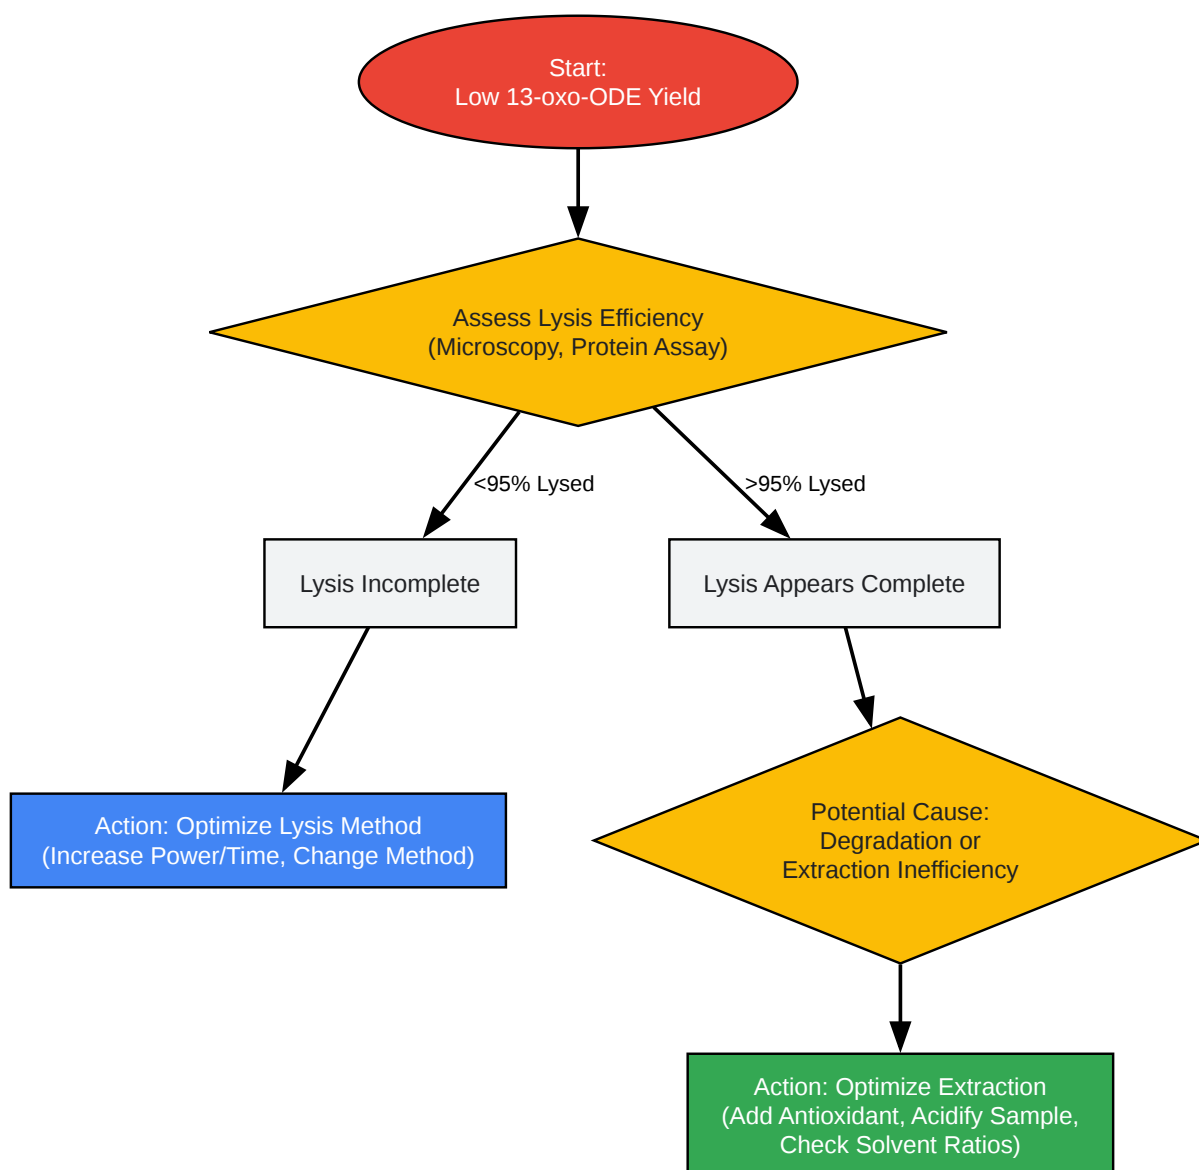 Start:
Low 13-oxo-ODE Yield
Assess Lysis Efficiency
(Microscopy, Protein Assay)
<95% Lysed
>95% Lysed
Lysis Incomplete
Lysis Appears Complete
Action: Optimize Lysis Method
(Increase Power/Time, Change Method)
Potential Cause:
Degradation or
Extraction Inefficiency
Action: Optimize Extraction
(Add Antioxidant, Acidify Sample,
Check Solvent Ratios)